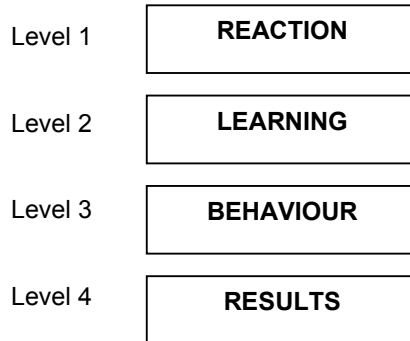 Level 1 REACTION
Level 2 LEARNING
Level 3 BEHAVIOUR
Level 4 RESULTS